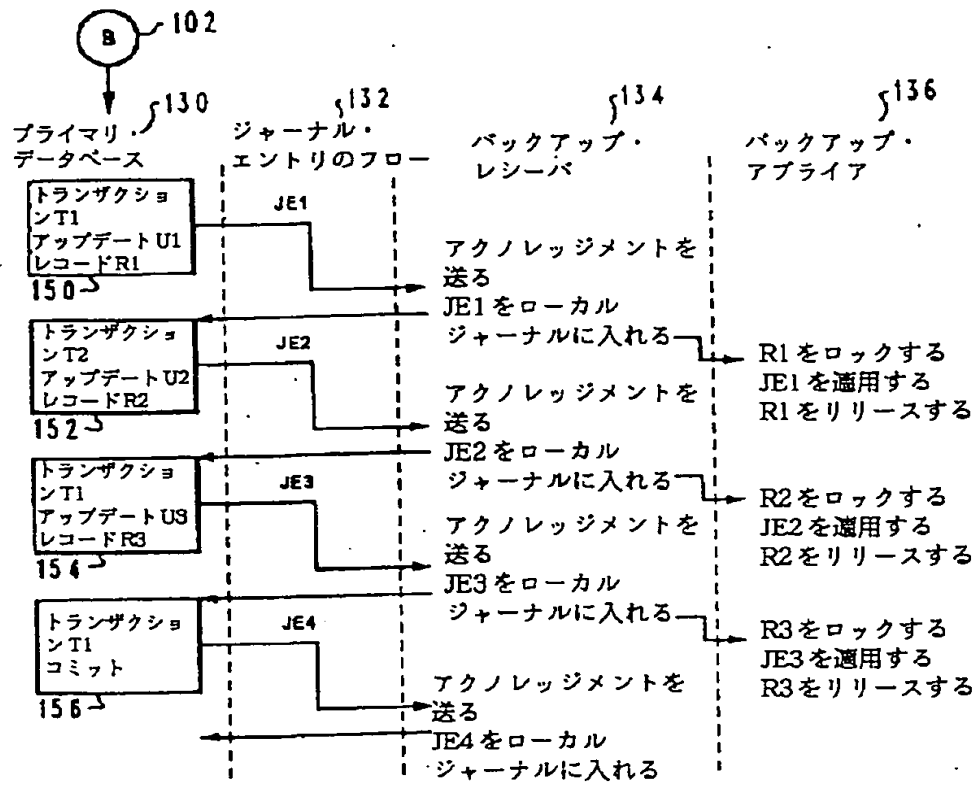 B
102
130
プライマリ・
データベース
132
ジャーナル・
エントリのフロー
134
バックアップ・
レシーバ
136
バックアップ・
アプライア
トランザクショ
ンT1
アップデートU1
レコードR1
150
JE1
アクノレッジメントを
送る
JE1をローカル
ジャーナルに入れる
R1をロックする
JE1を適用する
R1をリリースする
トランザクショ
ンT2
アップデートU2
レコードR2
152
JE2
アクノレッジメントを
送る
JE2をローカル
ジャーナルに入れる
R2をロックする
JE2を適用する
R2をリリースする
トランザクショ
ンT1
アップデートU3
レコードR3
154
JE3
アクノレッジメントを
送る
JE3をローカル
ジャーナルに入れる
R3をロックする
JE3を適用する
R3をリリースする
トランザクショ
ンT1
コミット
156
JE4
アクノレッジメントを
送る
JE4をローカル
ジャーナルに入れる